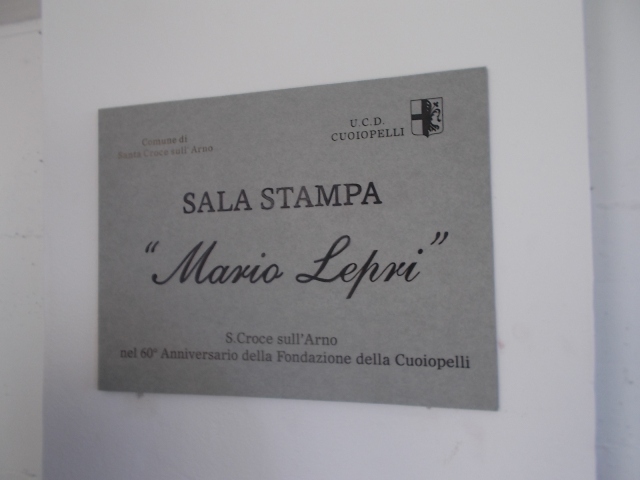 Comune di
Santa Croce sull'Arno
U.C.D.
CUOIOPELLI
SALA STAMPA
"Mario Lepri"
S.Croce sull'Arno
nel 60° Anniversario della Fondazione della Cuoiopelli